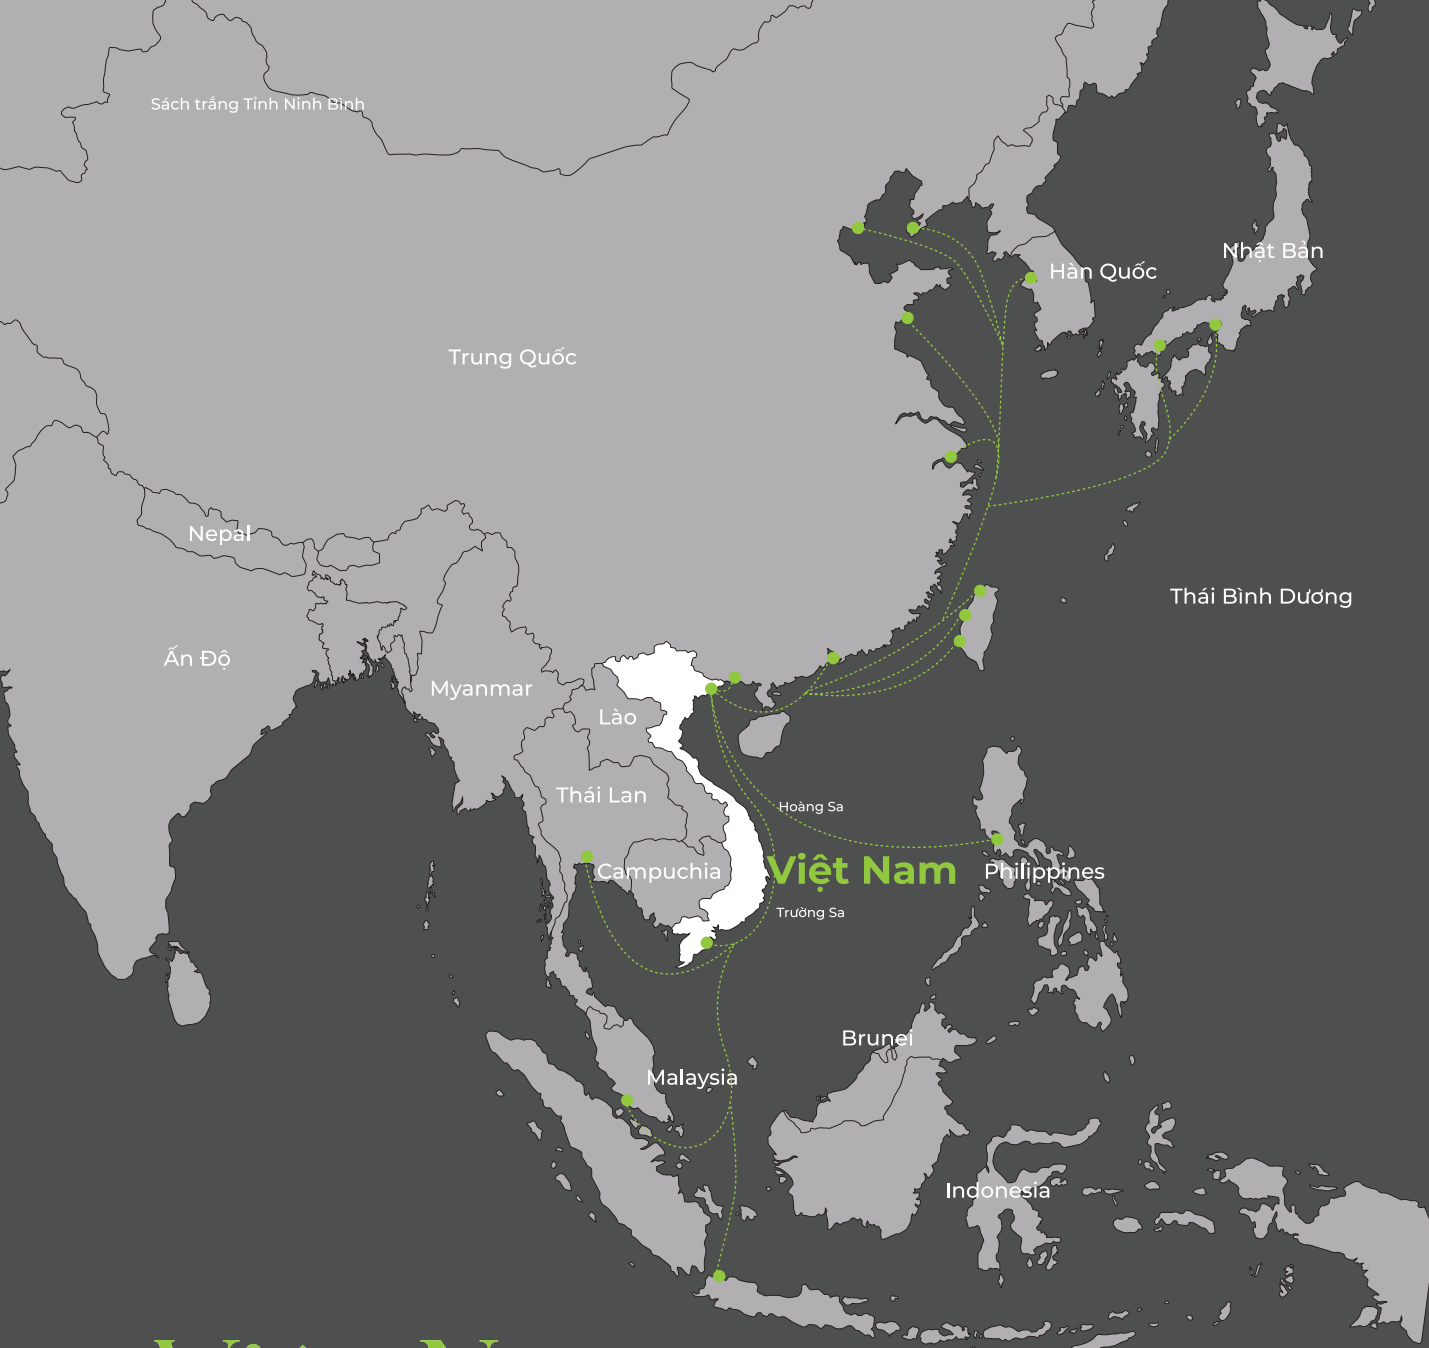 Sách trắng Tỉnh Ninh Bình
Nhật Bản
Hàn Quốc
Trung Quốc
Nepal
Thái Bình Dương
Ấn Độ
Myanmar
Lào
Thái Lan
Hoàng Sa
Campuchia
Việt Nam
Philippines
Trường Sa
Brunei
Malaysia
Indonesia